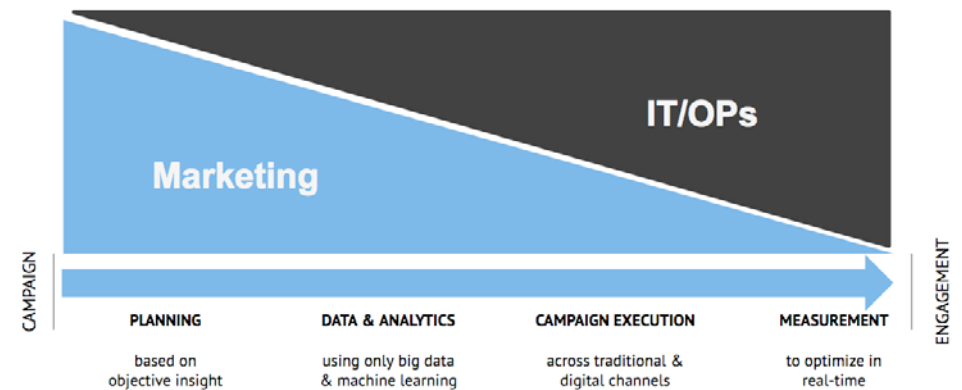 IT/OPs
Marketing
CAMPAIGN
ENGAGEMENT
PLANNING
based on
objective insight
DATA & ANALYTICS
using only big data
& machine learning
CAMPAIGN EXECUTION
across traditional &
digital channels
MEASUREMENT
to optimize in
real-time